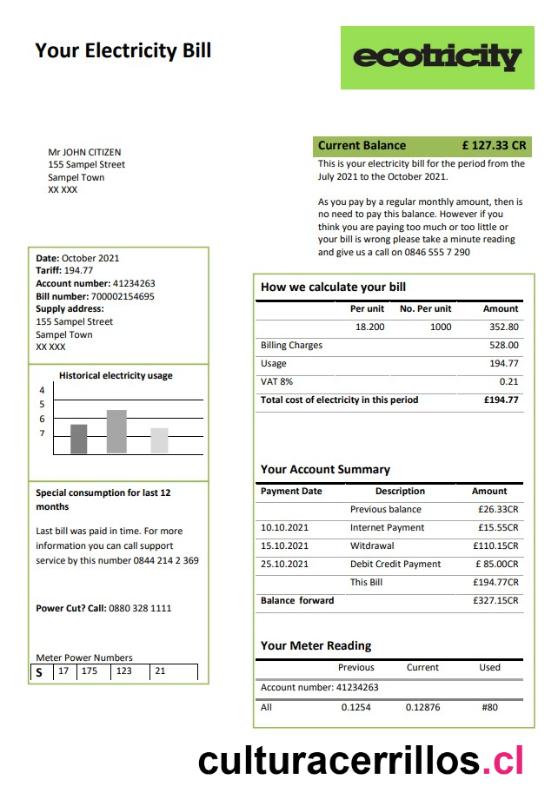 Your Electricity Bill
ecotricity
Mr JOHN CITIZEN
155 Sampel Street
Sampel Town
XX XXX
Current Balance £ 127.33 CR
This is your electricity bill for the period from the
July 2021 to the October 2021.
As you pay by a regular monthly amount, then is
no need to pay this balance. However if you
think you are paying too much or too little or
your bill is wrong please take a minute reading
and give us a call on 0846 555 7 290
Date: October 2021
Tariff: 194.77
Account number: 41234263
Bill number: 700002154695
Supply address:
155 Sampel Street
Sampel Town
XX XXX
Historical electricity usage
4
5
6
7
Special consumption for last 12
months
Last bill was paid in time. For more
information you can call support
service by this number 0844 214 2 369
Power Cut? Call: 0880 328 1111
Meter Power Numbers
S 17 175 123 21
How we calculate your bill
Per unit No. Per unit Amount
18.200 1000 352.80
Billing Charges 528.00
Usage 194.77
VAT 8% 0.21
Total cost of electricity in this period £194.77
Your Account Summary
Payment Date Description Amount
Previous balance £26.33CR
10.10.2021 Internet Payment £15.55CR
15.10.2021 Witdrawal £110.15CR
25.10.2021 Debit Credit Payment £ 85.00CR
This Bill £194.77CR
Balance forward £327.15CR
Your Meter Reading
Previous Current Used
Account number: 41234263
All 0.1254 0.12876 #80
culturacerrillos.cl